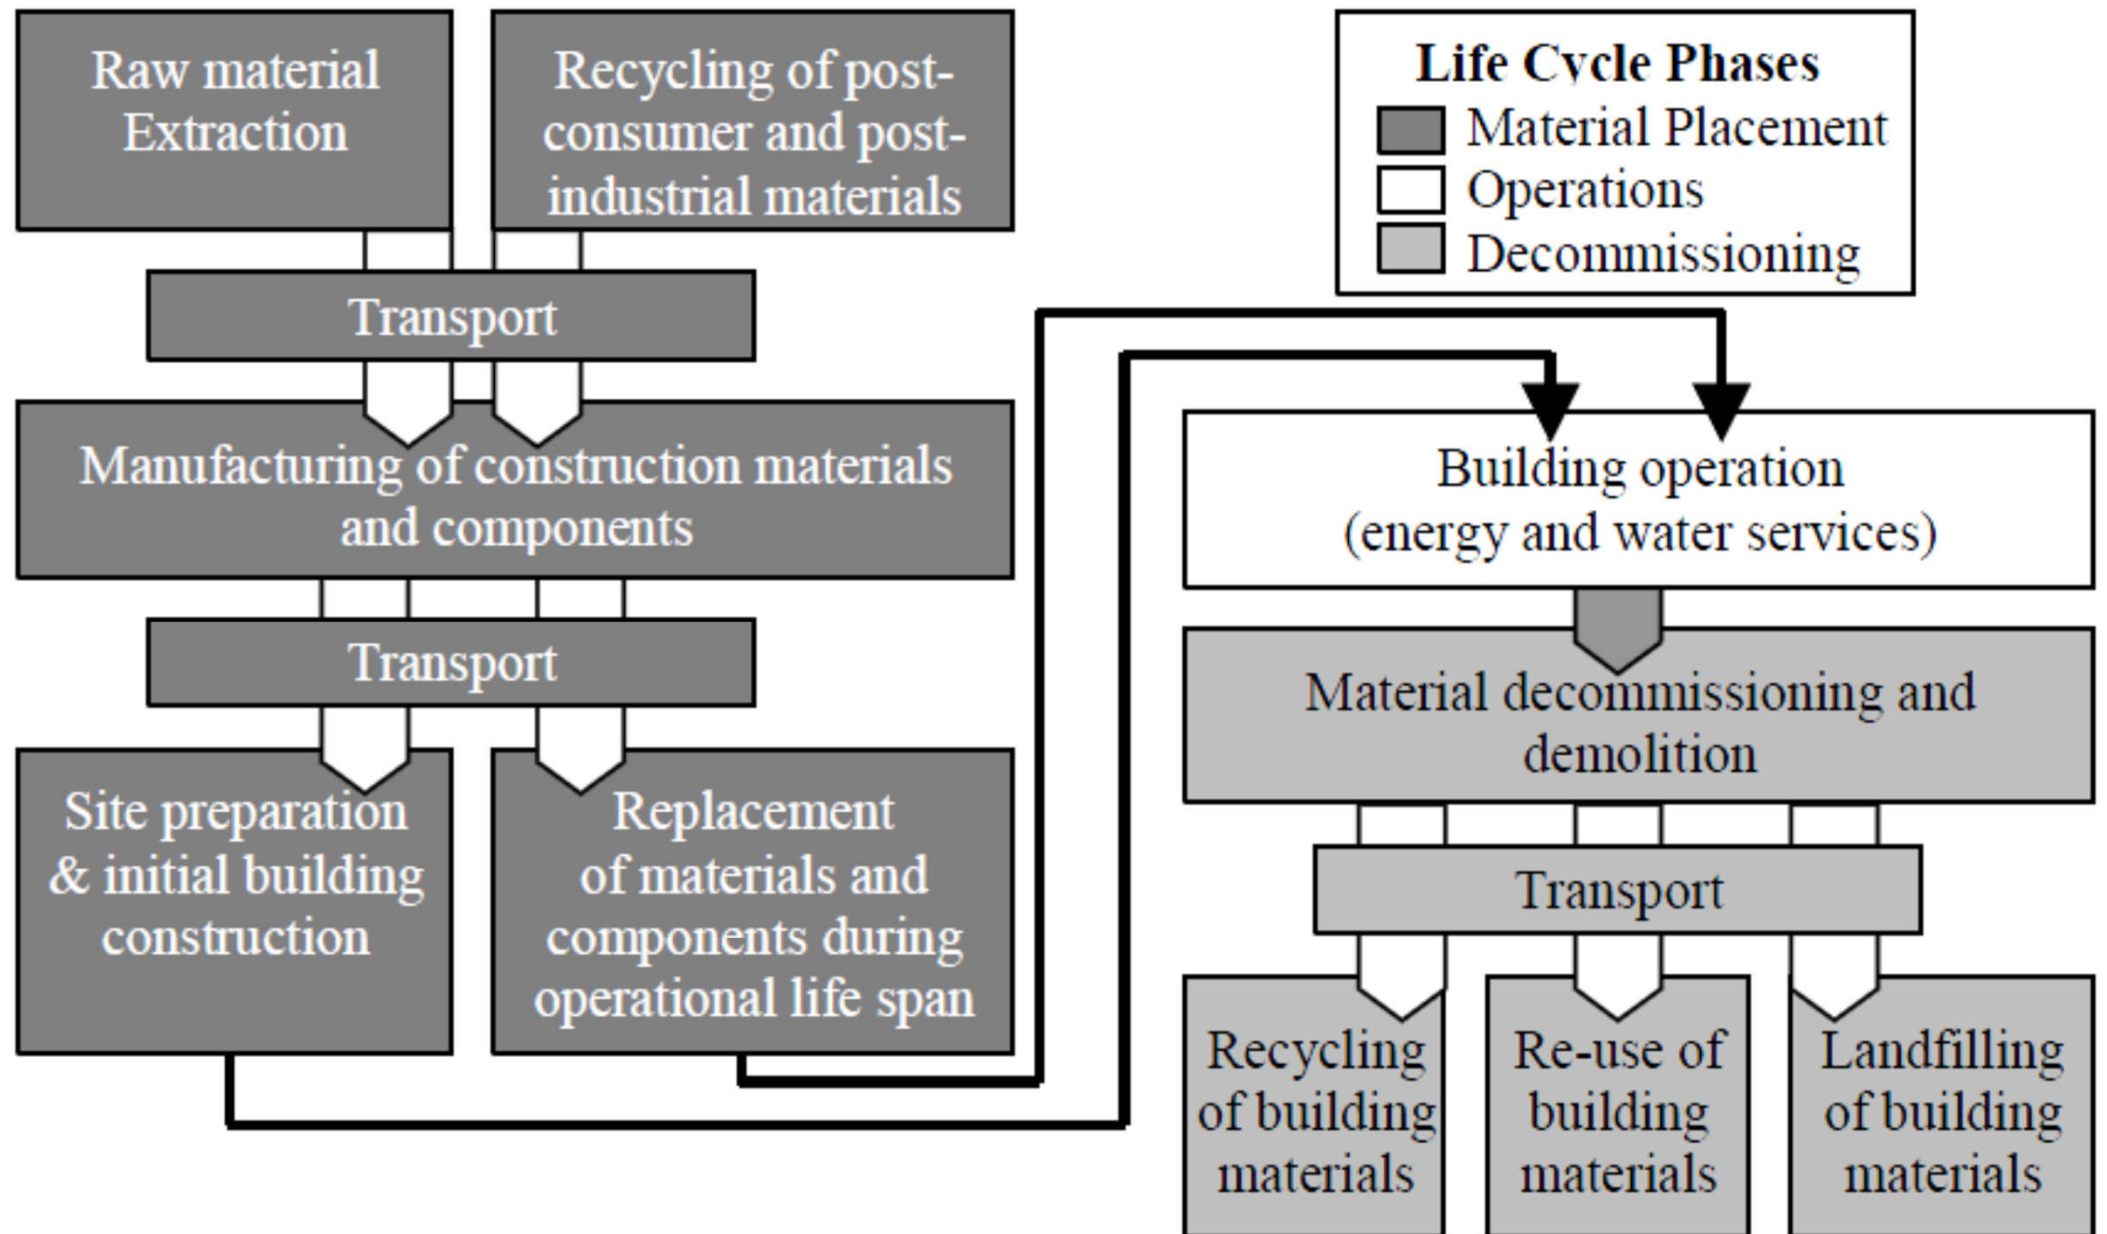 Raw material
Extraction
Recycling of post-
consumer and post-
industrial materials
Transport
Manufacturing of construction materials
and components
Transport
Site preparation
& initial building
construction
Replacement
of materials and
components during
operational life span
Life Cycle Phases
Material Placement
Operations
Decommissioning
Building operation
(energy and water services)
Material decommissioning and
demolition
Transport
Recycling
of building
materials
Re-use of
building
materials
Landfilling
of building
materials